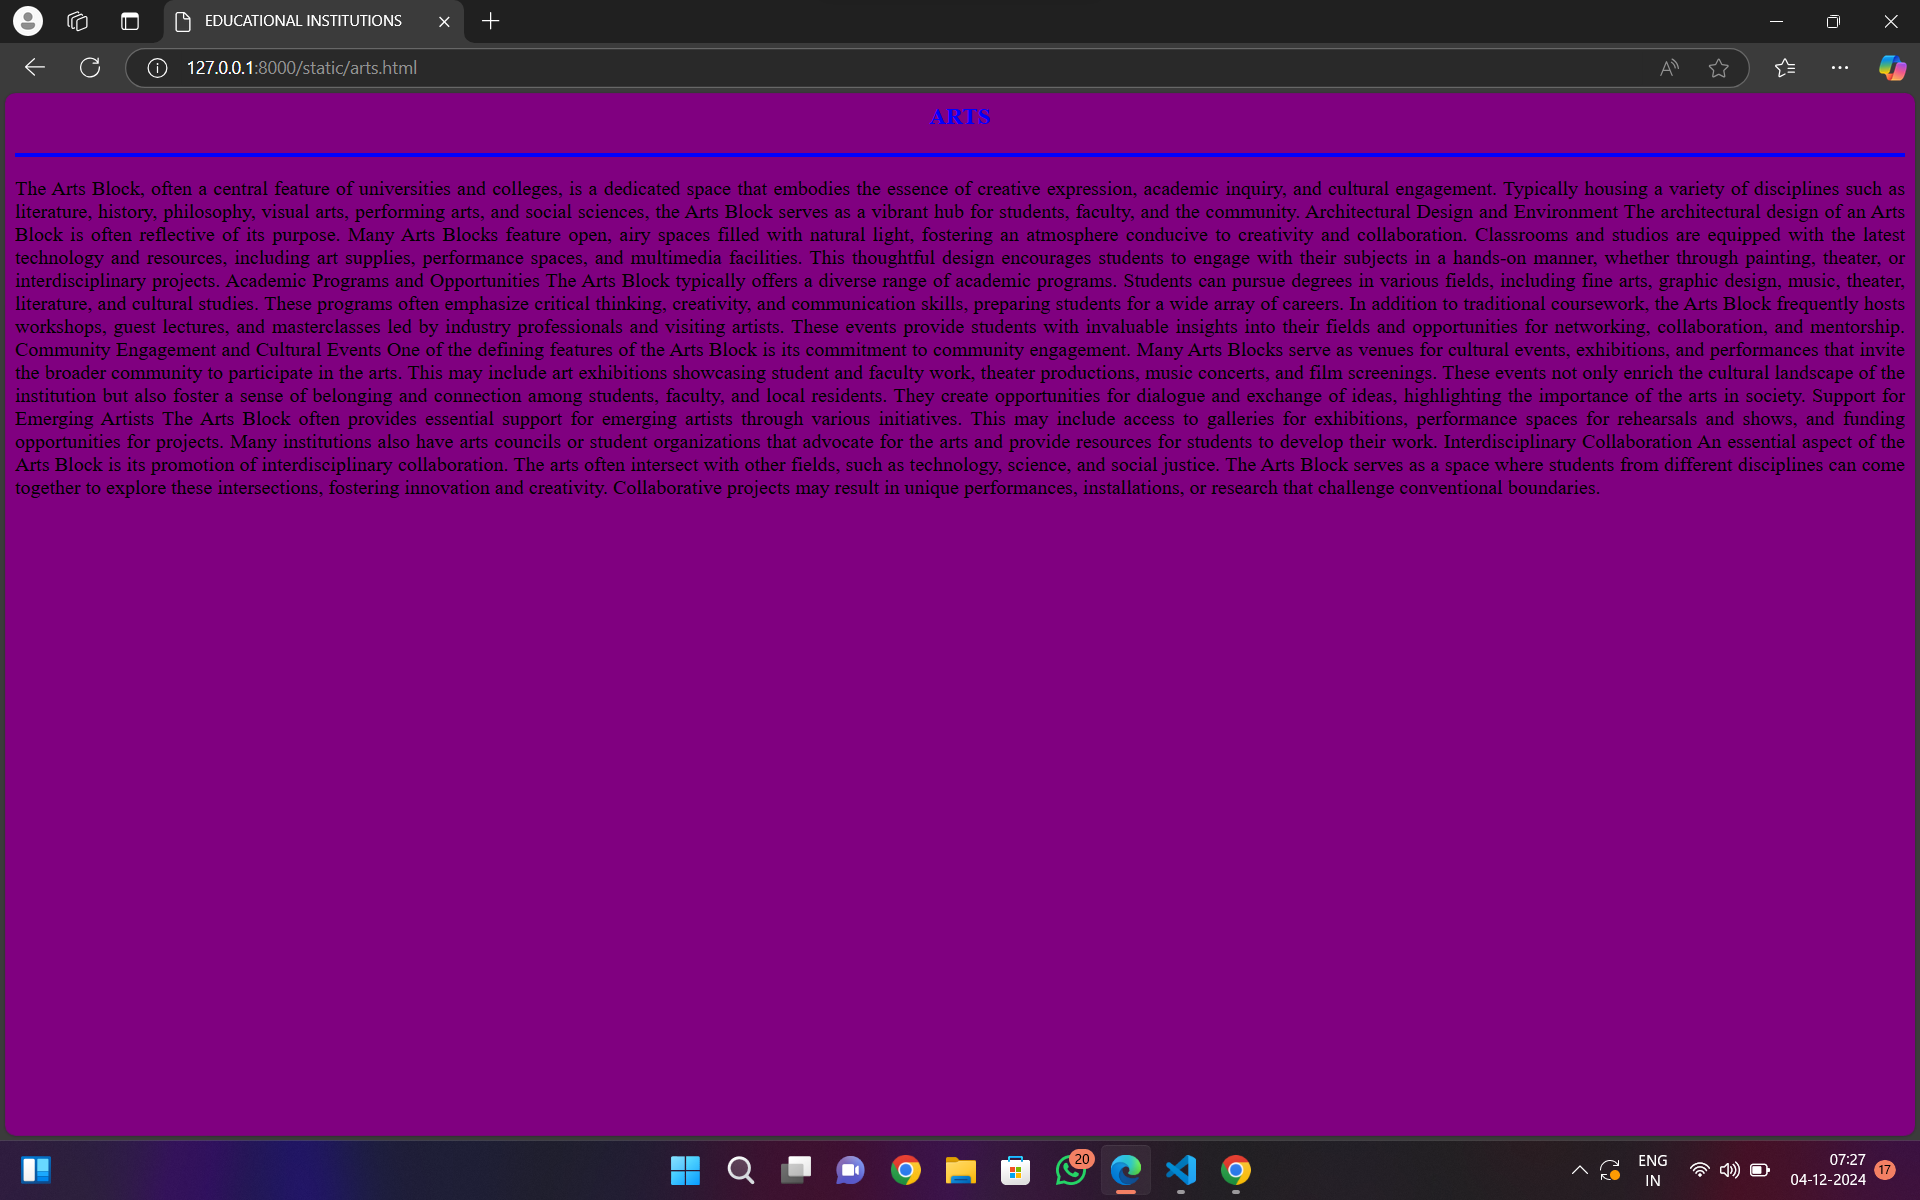 EDUCATIONAL INSTITUTIONS
127.0.0.1:8000/static/arts.html
ARTS
The Arts Block, often a central feature of universities and colleges, is a dedicated space that embodies the essence of creative expression, academic inquiry, and cultural engagement. Typically housing a variety of disciplines such as
literature, history, philosophy, visual arts, performing arts, and social sciences, the Arts Block serves as a vibrant hub for students, faculty, and the community. Architectural Design and Environment The architectural design of an Arts
Block is often reflective of its purpose. Many Arts Blocks feature open, airy spaces filled with natural light, fostering an atmosphere conducive to creativity and collaboration. Classrooms and studios are equipped with the latest
technology and resources, including art supplies, performance spaces, and multimedia facilities. This thoughtful design encourages students to engage with their subjects in a hands-on manner, whether through painting, theater, or
interdisciplinary projects. Academic Programs and Opportunities The Arts Block typically offers a diverse range of academic programs. Students can pursue degrees in various fields, including fine arts, graphic design, music, theater,
literature, and cultural studies. These programs often emphasize critical thinking, creativity, and communication skills, preparing students for a wide array of careers. In addition to traditional coursework, the Arts Block frequently hosts
workshops, guest lectures, and masterclasses led by industry professionals and visiting artists. These events provide students with invaluable insights into their fields and opportunities for networking, collaboration, and mentorship.
Community Engagement and Cultural Events One of the defining features of the Arts Block is its commitment to community engagement. Many Arts Blocks serve as venues for cultural events, exhibitions, and performances that invite
the broader community to participate in the arts. This may include art exhibitions showcasing student and faculty work, theater productions, music concerts, and film screenings. These events not only enrich the cultural landscape of the
institution but also foster a sense of belonging and connection among students, faculty, and local residents. They create opportunities for dialogue and exchange of ideas, highlighting the importance of the arts in society. Support for
Emerging Artists The Arts Block often provides essential support for emerging artists through various initiatives. This may include access to galleries for exhibitions, performance spaces for rehearsals and shows, and funding
opportunities for projects. Many institutions also have arts councils or student organizations that advocate for the arts and provide resources for students to develop their work. Interdisciplinary Collaboration An essential aspect of the
Arts Block is its promotion of interdisciplinary collaboration. The arts often intersect with other fields, such as technology, science, and social justice. The Arts Block serves as a space where students from different disciplines can come
together to explore these intersections, fostering innovation and creativity. Collaborative projects may result in unique performances, installations, or research that challenge conventional boundaries.
20
ENG
IN
07:27
04-12-2024
17